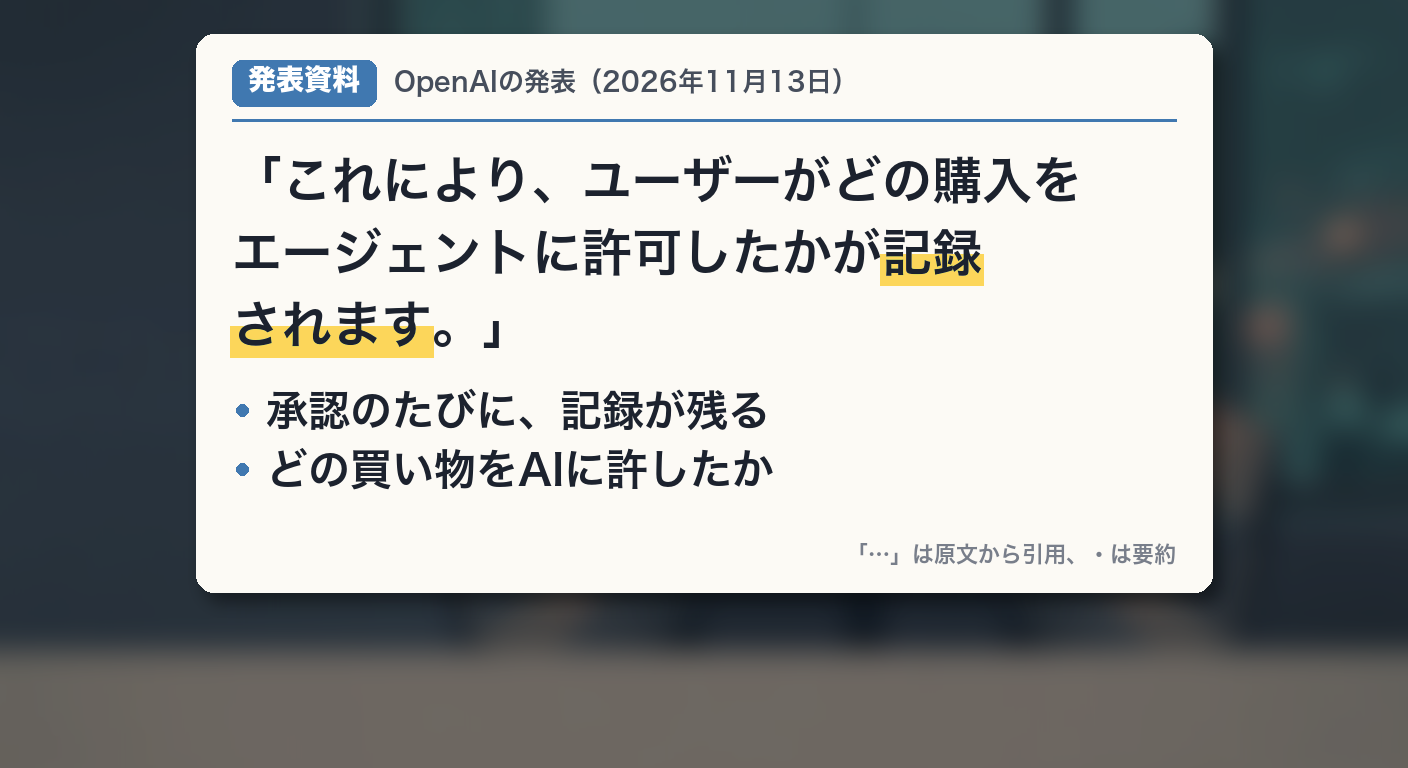 発表資料 OpenAIの発表（2026年11月13日）
「これにより、ユーザーがどの購入を
エージェントに許可したかが記録
されます。」
• 承認のたびに、記録が残る
• どの買い物をAIに許したか
「…」は原文から引用、・は要約